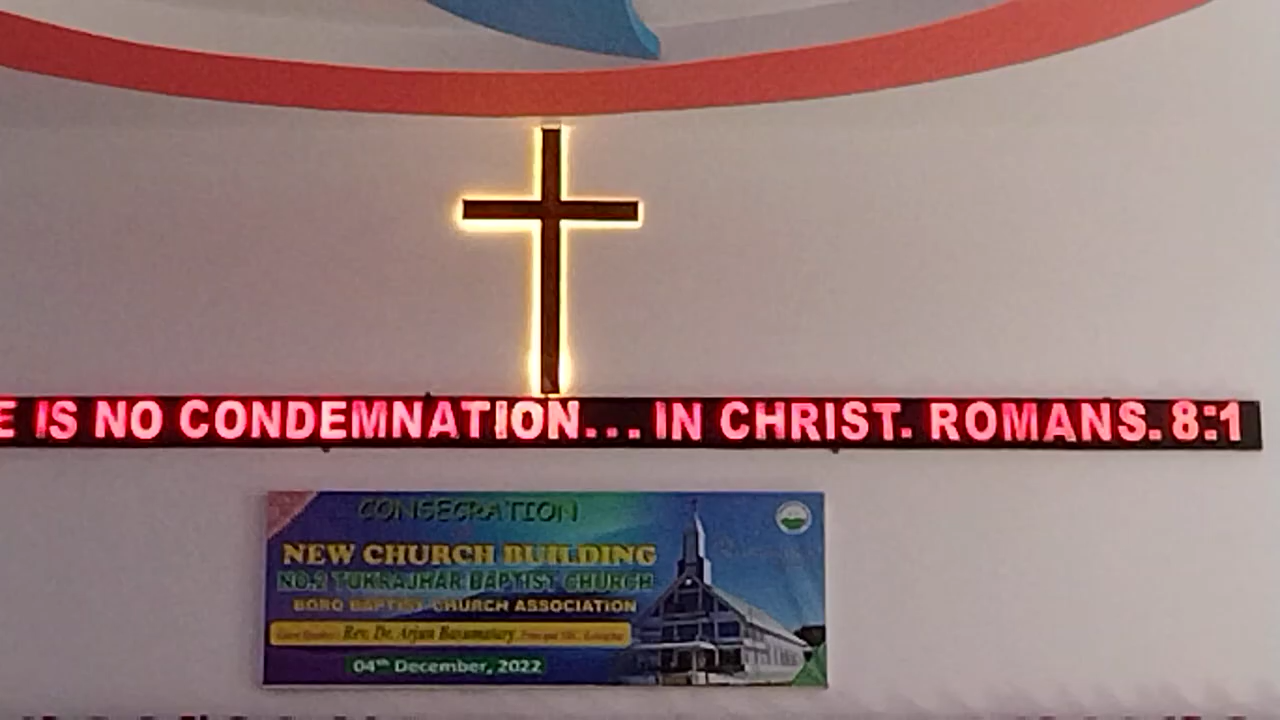 E IS NO CONDEMNATION... IN CHRIST. ROMANS. 8:1
CONSECRATION
NEW CHURCH BUILDING
NO.2 TUKRAJHAR BAPTIST CHURCH
BORO BAPTIST CHURCH ASSOCIATION
Rev. Dr. Arjun Basumatary,
04th December, 2022